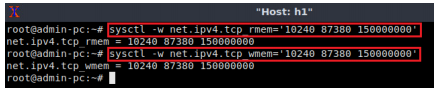 "Host: h1"
root@admin-pc:~# sysctl -w net.ipv4.tcp_rmem='10240 87380 150000000'
net.ipv4.tcp_rmem = 10240 87380 150000000
root@admin-pc:~# sysctl -w net.ipv4.tcp_wmem='10240 87380 150000000'
net.ipv4.tcp_wmem = 10240 87380 150000000
root@admin-pc:~#